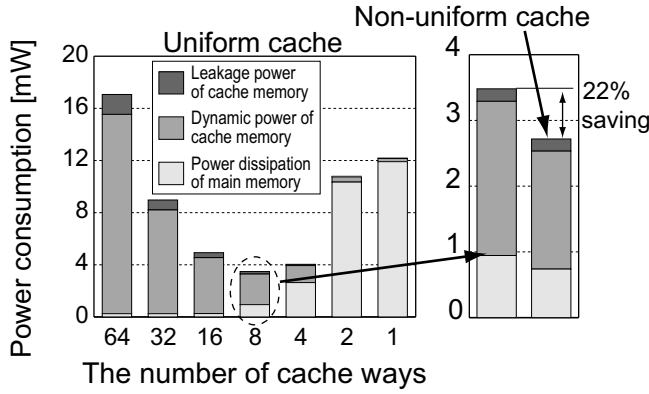 Non-uniform cache
Uniform cache
Power consumption [mW]
20
16
12
8
4
0
Leakage power
of cache memory
Dynamic power of
cache memory
Power dissipation
of main memory
64 32 16 8 4 2 1
The number of cache ways
4
3
2
1
0
22%
saving